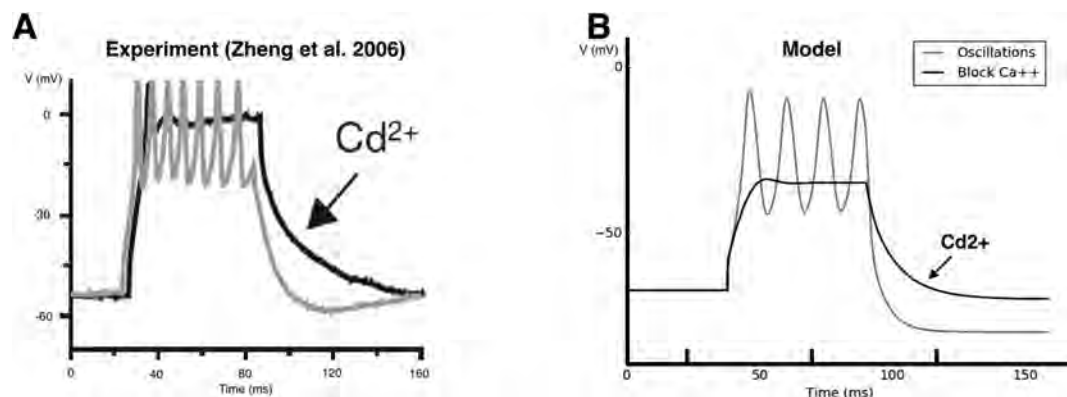 A
Experiment (Zheng et al. 2006)
V (mV)
0
-30
-60
Cd2+
0 40 80 120 160
Time (ms)
B
Model
V (mV)
0
−50
Oscillations
Block Ca++
Cd2+
0 50 100 150
Time (ms)